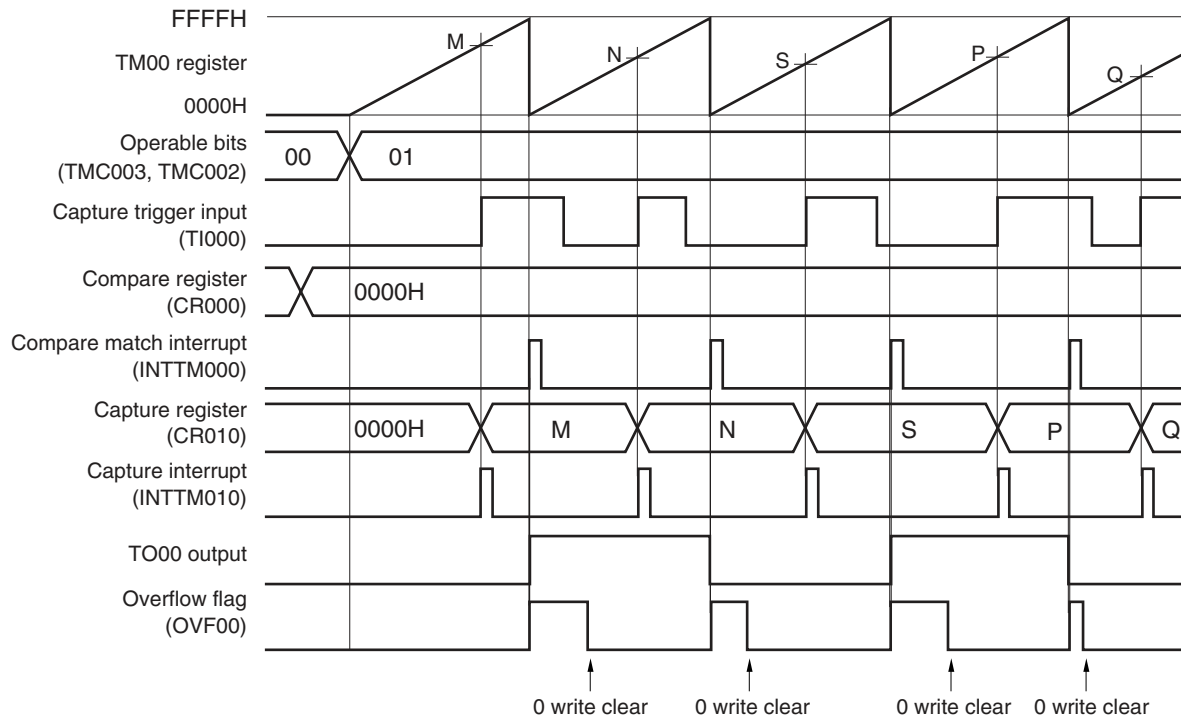 FFFFH
TM00 register
0000H
M
N
S
P
Q
Operable bits
(TMC003, TMC002)
00
01
Capture trigger input
(TI000)
Compare register
(CR000)
0000H
Compare match interrupt
(INTTM000)
Capture register
(CR010)
0000H
M
N
S
P
Q
Capture interrupt
(INTTM010)
TO00 output
Overflow flag
(OVF00)
0 write clear
0 write clear
0 write clear
0 write clear